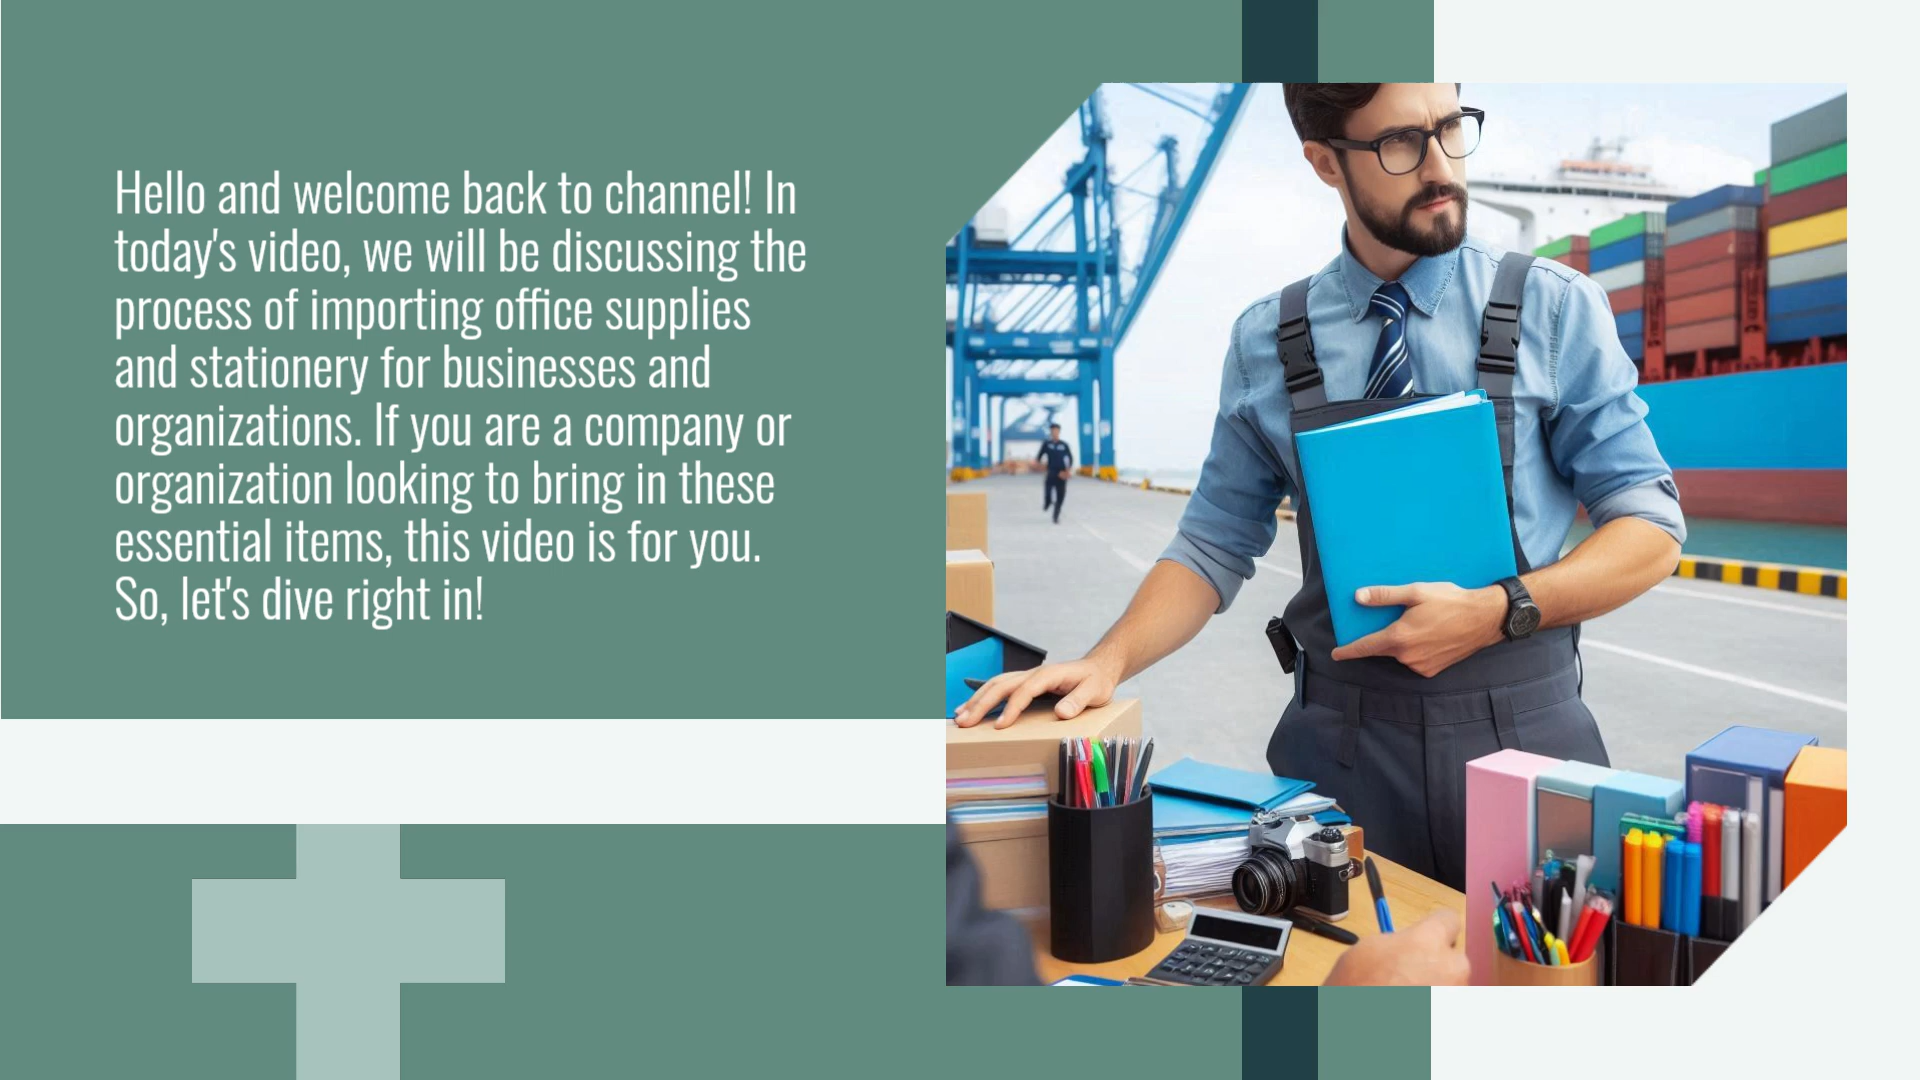 Hello and welcome back to channel! In
today's video, we will be discussing the
process of importing office supplies
and stationery for businesses and
organizations. If you are a company or
organization looking to bring in these
essential items, this video is for you.
So, let's dive right in!